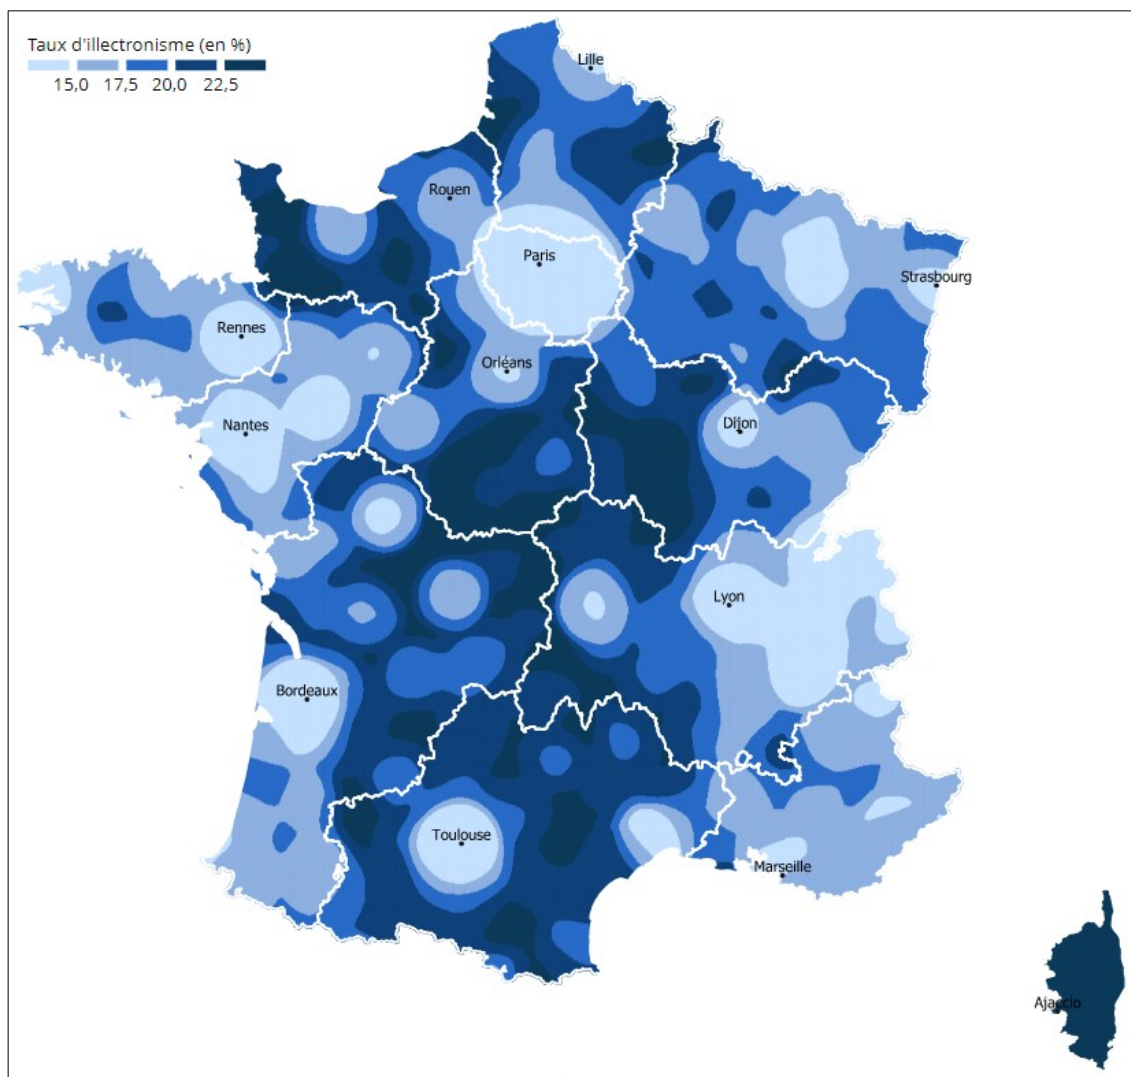 Taux d'illectronisme (en %)
15,0 17,5 20,0 22,5
Lille
Rouen
Paris
Strasbourg
Rennes
Orléans
Nantes
Dijon
Lyon
Bordeaux
Toulouse
Marseille
Ajaccio